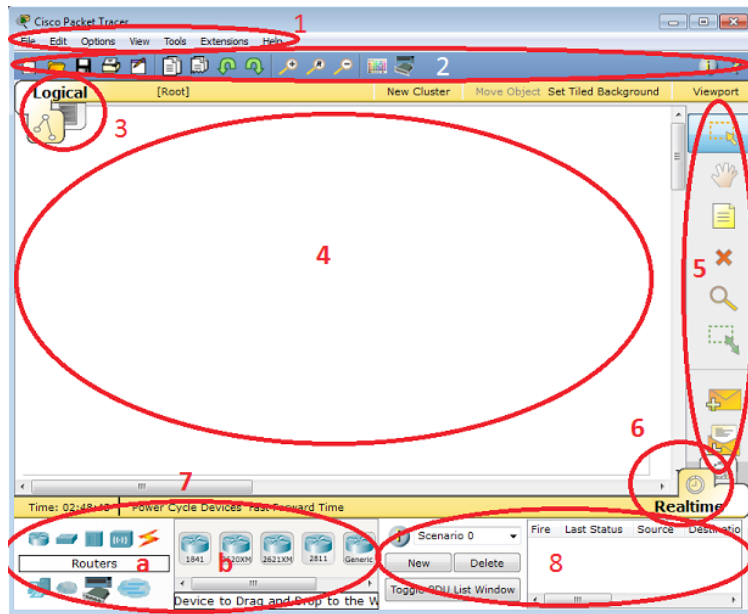 Cisco Packet Tracer
1
File Edit Options View Tools Extensions Help
2
Logical [Root] New Cluster Move Object Set Tiled Background Viewport
3
4
5
6
7
Time: 02:48:48 Power Cycle Devices Fast Forward Time Realtime
Scenario 0 Fire Last Status Source Destinatio
1841 2620XM 2621XM 2811 Generic
Routers a b New Delete 8
Toggle PDU List Window
Device to Drag and Drop to the W